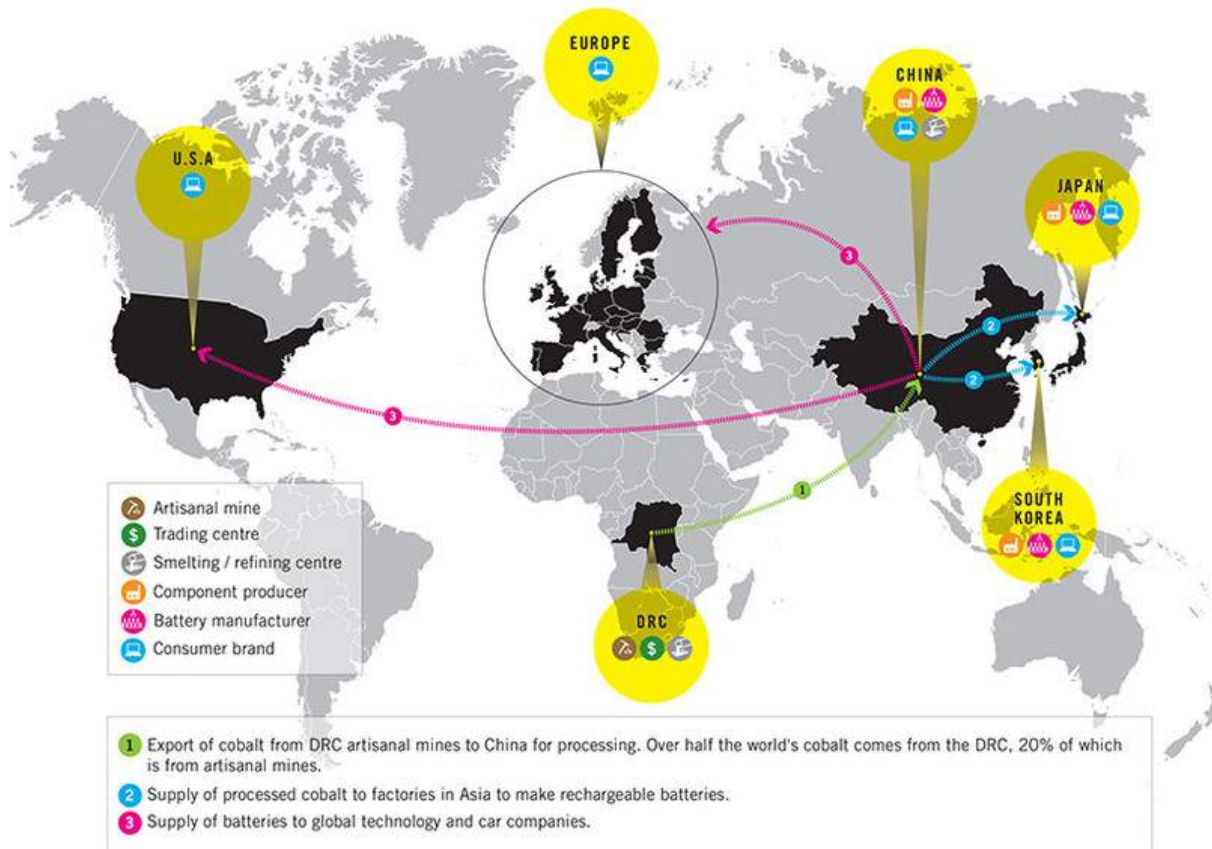 EUROPE
CHINA
U.S.A
JAPAN
3
2
2
3
1
SOUTH
KOREA
DRC
$
Artisanal mine
$ Trading centre
Smelting / refining centre
Component producer
Battery manufacturer
Consumer brand
1 Export of cobalt from DRC artisanal mines to China for processing. Over half the world's cobalt comes from the DRC, 20% of which
is from artisanal mines.
2 Supply of processed cobalt to factories in Asia to make rechargeable batteries.
3 Supply of batteries to global technology and car companies.